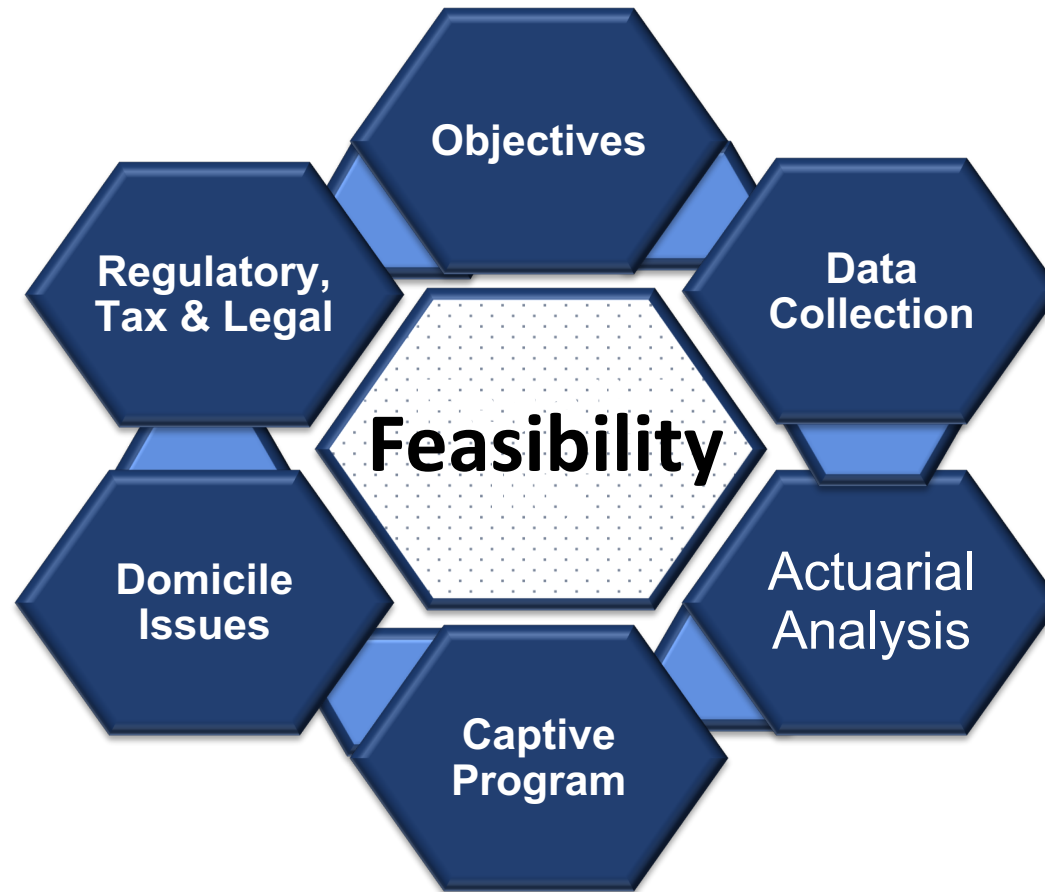 Objectives
Data
Collection
Actuarial
Analysis
Captive
Program
Domicile
Issues
Regulatory,
Tax & Legal
Feasibility